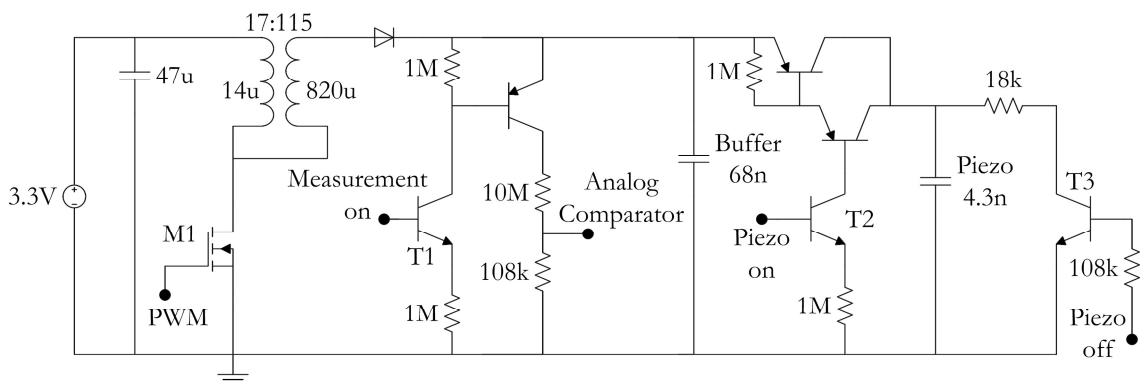 17:115
47u
14u
820u
3.3V
M1
PWM
1M
Measurement
on
T1
1M
10M
108k
Analog
Comparator
Buffer
68n
1M
Piezo
on
T2
1M
Piezo
4.3n
18k
T3
108k
Piezo
off